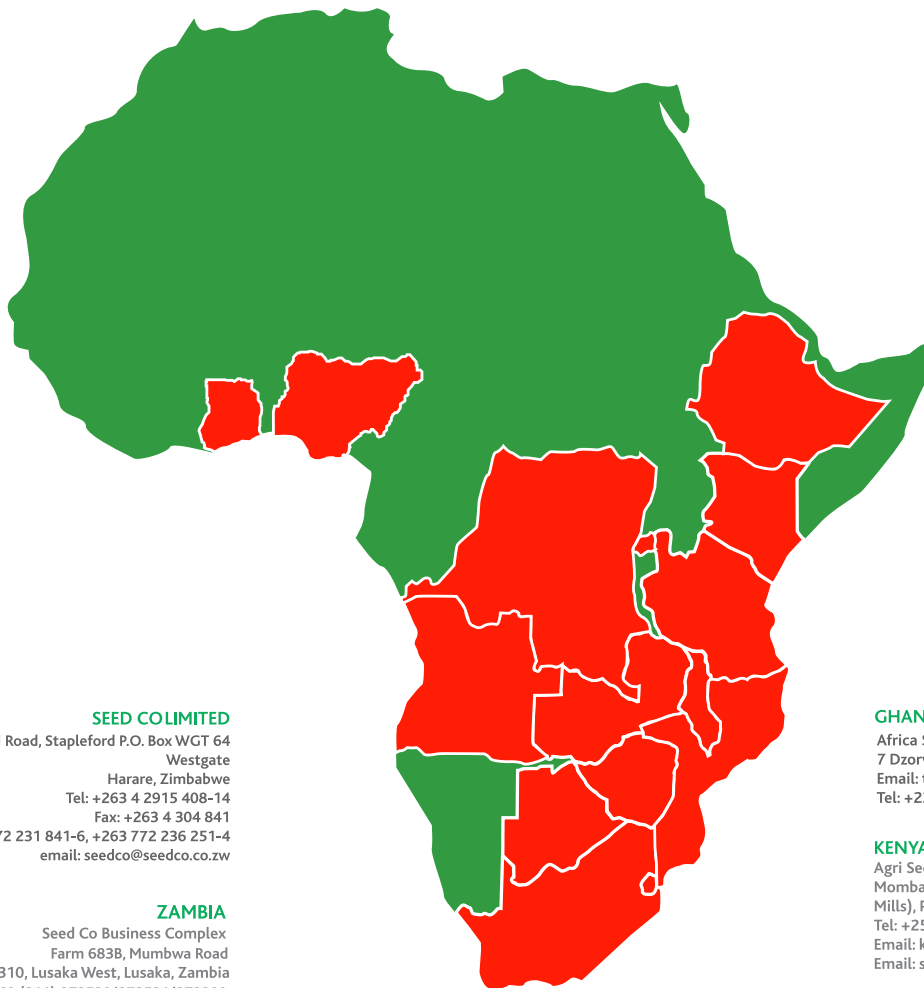 SEED CO LIMITED
Road, Stapleford P.O. Box WGT 64
Westgate
Harare, Zimbabwe
Tel: +263 4 2915 408-14
Fax: +263 4 304 841
72 231 841-6, +263 772 236 251-4
email: seedco@seedco.co.zw
ZAMBIA
Seed Co Business Complex
Farm 683B, Mumbwa Road
310, Lusaka West, Lusaka, Zambia
GHAN
Africa
7 Dzor
Email:
Tel: +2
KENYA
Agri See
Momba
Mills), P
Tel: +25
Email: k
Email: s